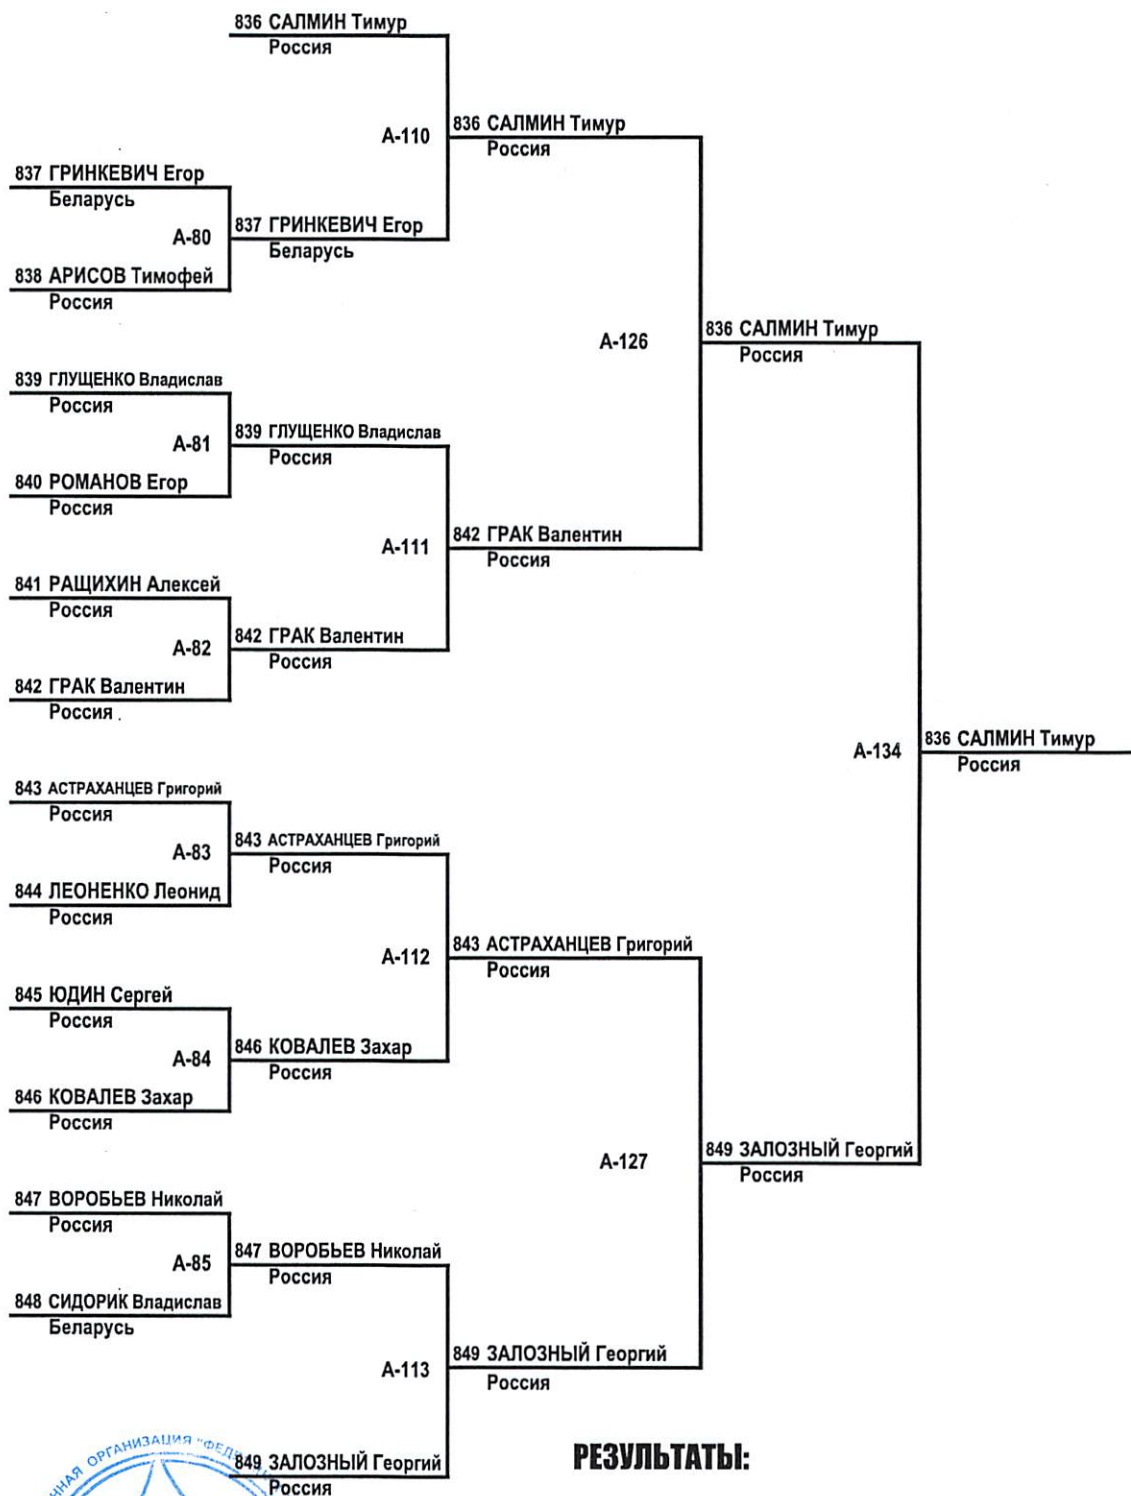 836 САЛМИН Тимур
Россия
А-110
836 САЛМИН Тимур
Россия
837 ГРИНКЕВИЧ Егор
Беларусь
А-80
837 ГРИНКЕВИЧ Егор
Беларусь
838 АРИСОВ Тимофей
Россия
А-126
836 САЛМИН Тимур
Россия
839 ГЛУЩЕНКО Владислав
Россия
А-81
839 ГЛУЩЕНКО Владислав
Россия
840 РОМАНОВ Егор
Россия
А-111
842 ГРАК Валентин
Россия
841 РАЩИХИН Алексей
Россия
А-82
842 ГРАК Валентин
Россия
842 ГРАК Валентин
Россия
А-134
836 САЛМИН Тимур
Россия
843 АСТРАХАНЦЕВ Григорий
Россия
А-83
843 АСТРАХАНЦЕВ Григорий
Россия
844 ЛЕОНЕНКО Леонид
Россия
А-112
843 АСТРАХАНЦЕВ Григорий
Россия
845 ЮДИН Сергей
Россия
А-84
846 КОВАЛЕВ Захар
Россия
846 КОВАЛЕВ Захар
Россия
А-127
849 ЗАЛОЗНЫЙ Георгий
Россия
847 ВОРОБЬЕВ Николай
Россия
А-85
847 ВОРОБЬЕВ Николай
Россия
848 СИДОРИК Владислав
Беларусь
А-113
849 ЗАЛОЗНЫЙ Георгий
Россия
ОРГАНИЗАЦИЯ
849 ЗАЛОЗНЫЙ Георгий
Россия
РЕЗУЛЬТАТЫ: